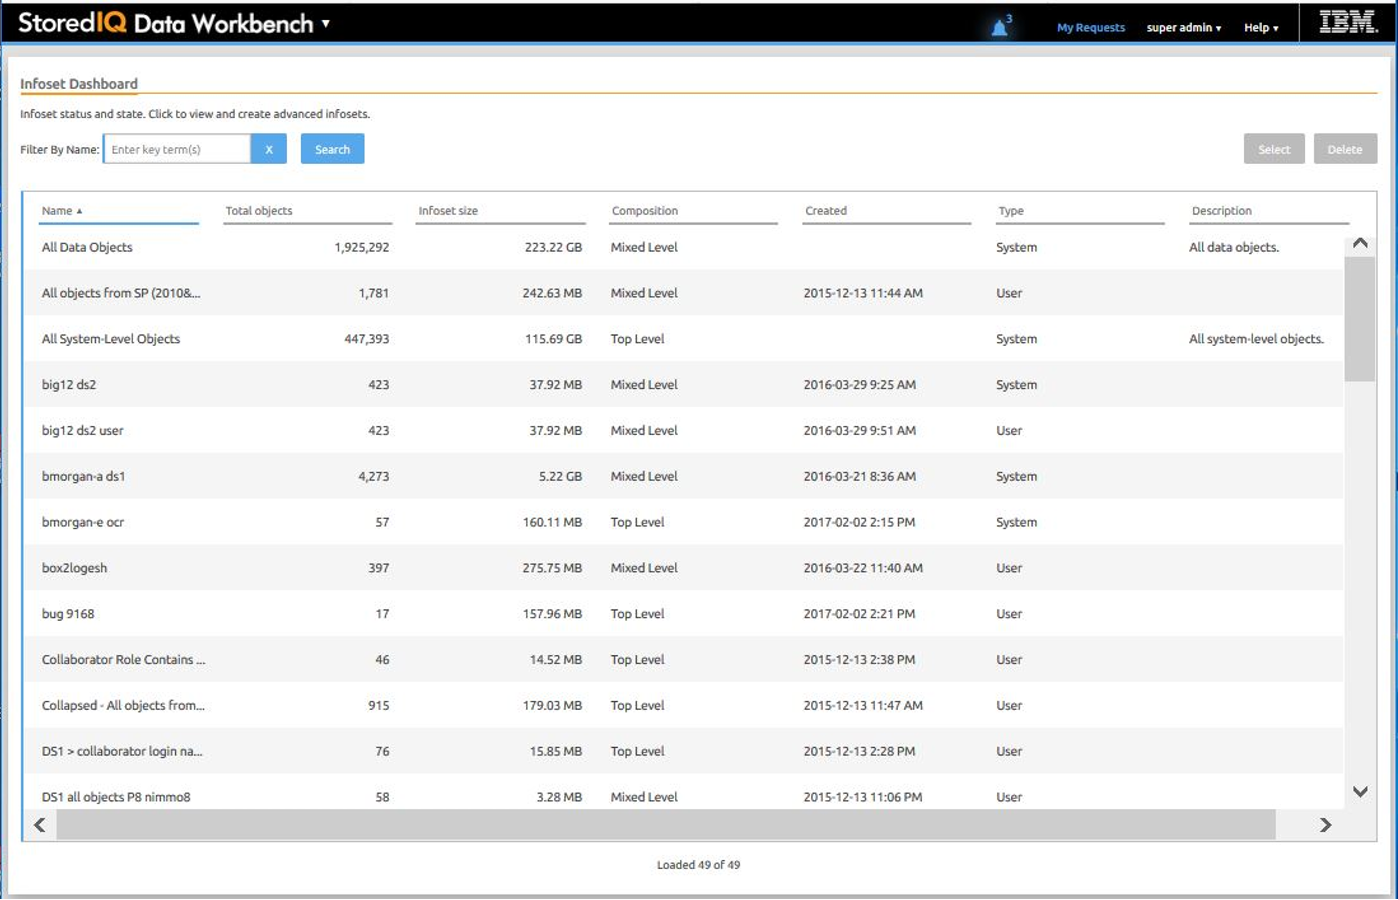 StoredIQ Data Workbench ▾ 3 My Requests super admin ▾ Help ▾ IBM.
Infoset Dashboard
Infoset status and state. Click to view and create advanced infosets.
Filter By Name: Enter key term(s) X Search Select Delete
Name ▴ Total objects Infoset size Composition Created Type Description
All Data Objects 1,925,292 223.22 GB Mixed Level System All data objects.
All objects from SP (2010&... 1,781 242.63 MB Mixed Level 2015-12-13 11:44 AM User
All System-Level Objects 447,393 115.69 GB Top Level System All system-level objects.
big12 ds2 423 37.92 MB Mixed Level 2016-03-29 9:25 AM System
big12 ds2 user 423 37.92 MB Mixed Level 2016-03-29 9:51 AM User
bmorgan-a ds1 4,273 5.22 GB Mixed Level 2016-03-21 8:36 AM System
bmorgan-e ocr 57 160.11 MB Top Level 2017-02-02 2:15 PM System
box2logesh 397 275.75 MB Mixed Level 2016-03-22 11:40 AM User
bug 9168 17 157.96 MB Top Level 2017-02-02 2:21 PM User
Collaborator Role Contains ... 46 14.52 MB Top Level 2015-12-13 2:38 PM User
Collapsed - All objects from... 915 179.03 MB Top Level 2015-12-13 11:47 AM User
DS1 > collaborator login na... 76 15.85 MB Top Level 2015-12-13 2:28 PM User
DS1 all objects P8 nimmo8 58 3.28 MB Mixed Level 2015-12-13 11:06 PM User
Loaded 49 of 49